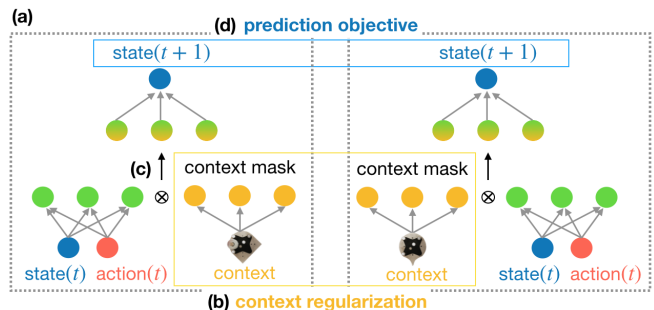 (a)
(d) prediction objective
state(t + 1) state(t + 1)
(c) context mask context mask
⊗ ⊗
state(t) action(t) context context state(t) action(t)
(b) context regularization